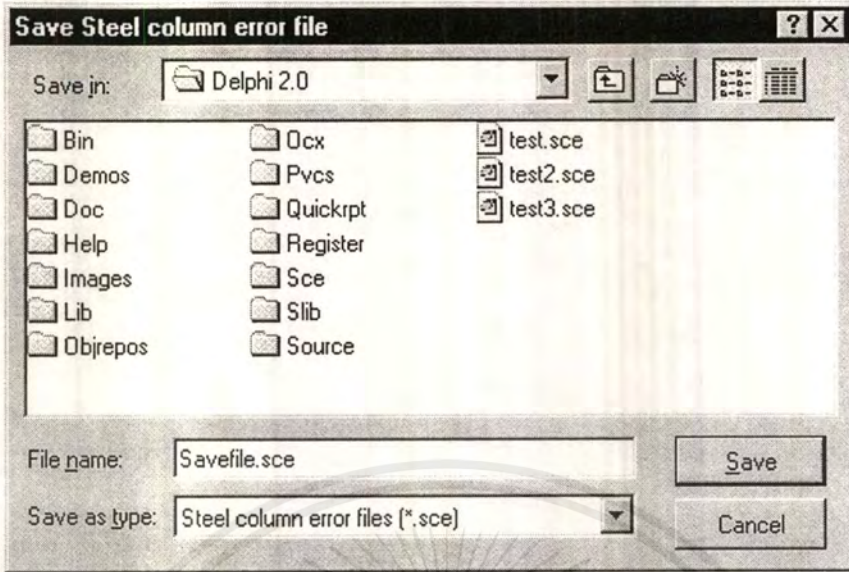 Save Steel column error file
Save in: Delphi 2.0
Bin Ocx test.sce
Demos Pvcs test2.sce
Doc Quickrpt test3.sce
Help Register
Images Sce
Lib Slib
Objrepos Source
File name: Savefile.sce Save
Save as type: Steel column error files (*.sce) Cancel